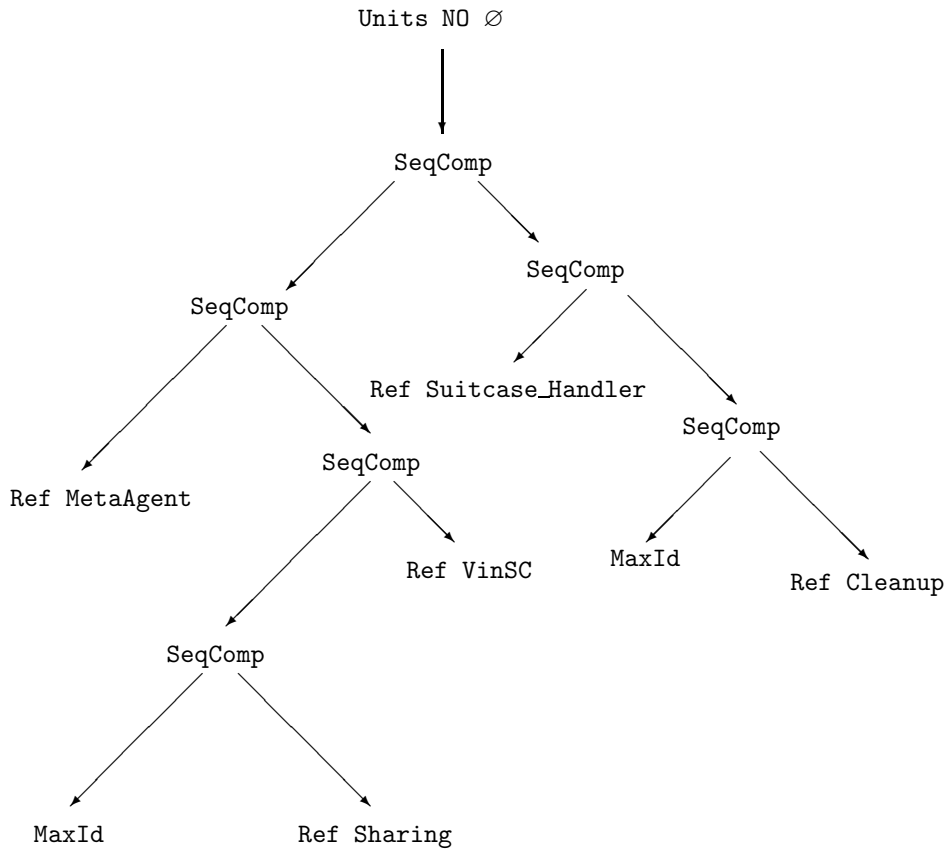 Units NO ∅
SeqComp
SeqComp
SeqComp
Ref Suitcase_Handler
SeqComp
SeqComp
Ref MetaAgent
MaxId
Ref VinSC
Ref Cleanup
SeqComp
MaxId
Ref Sharing